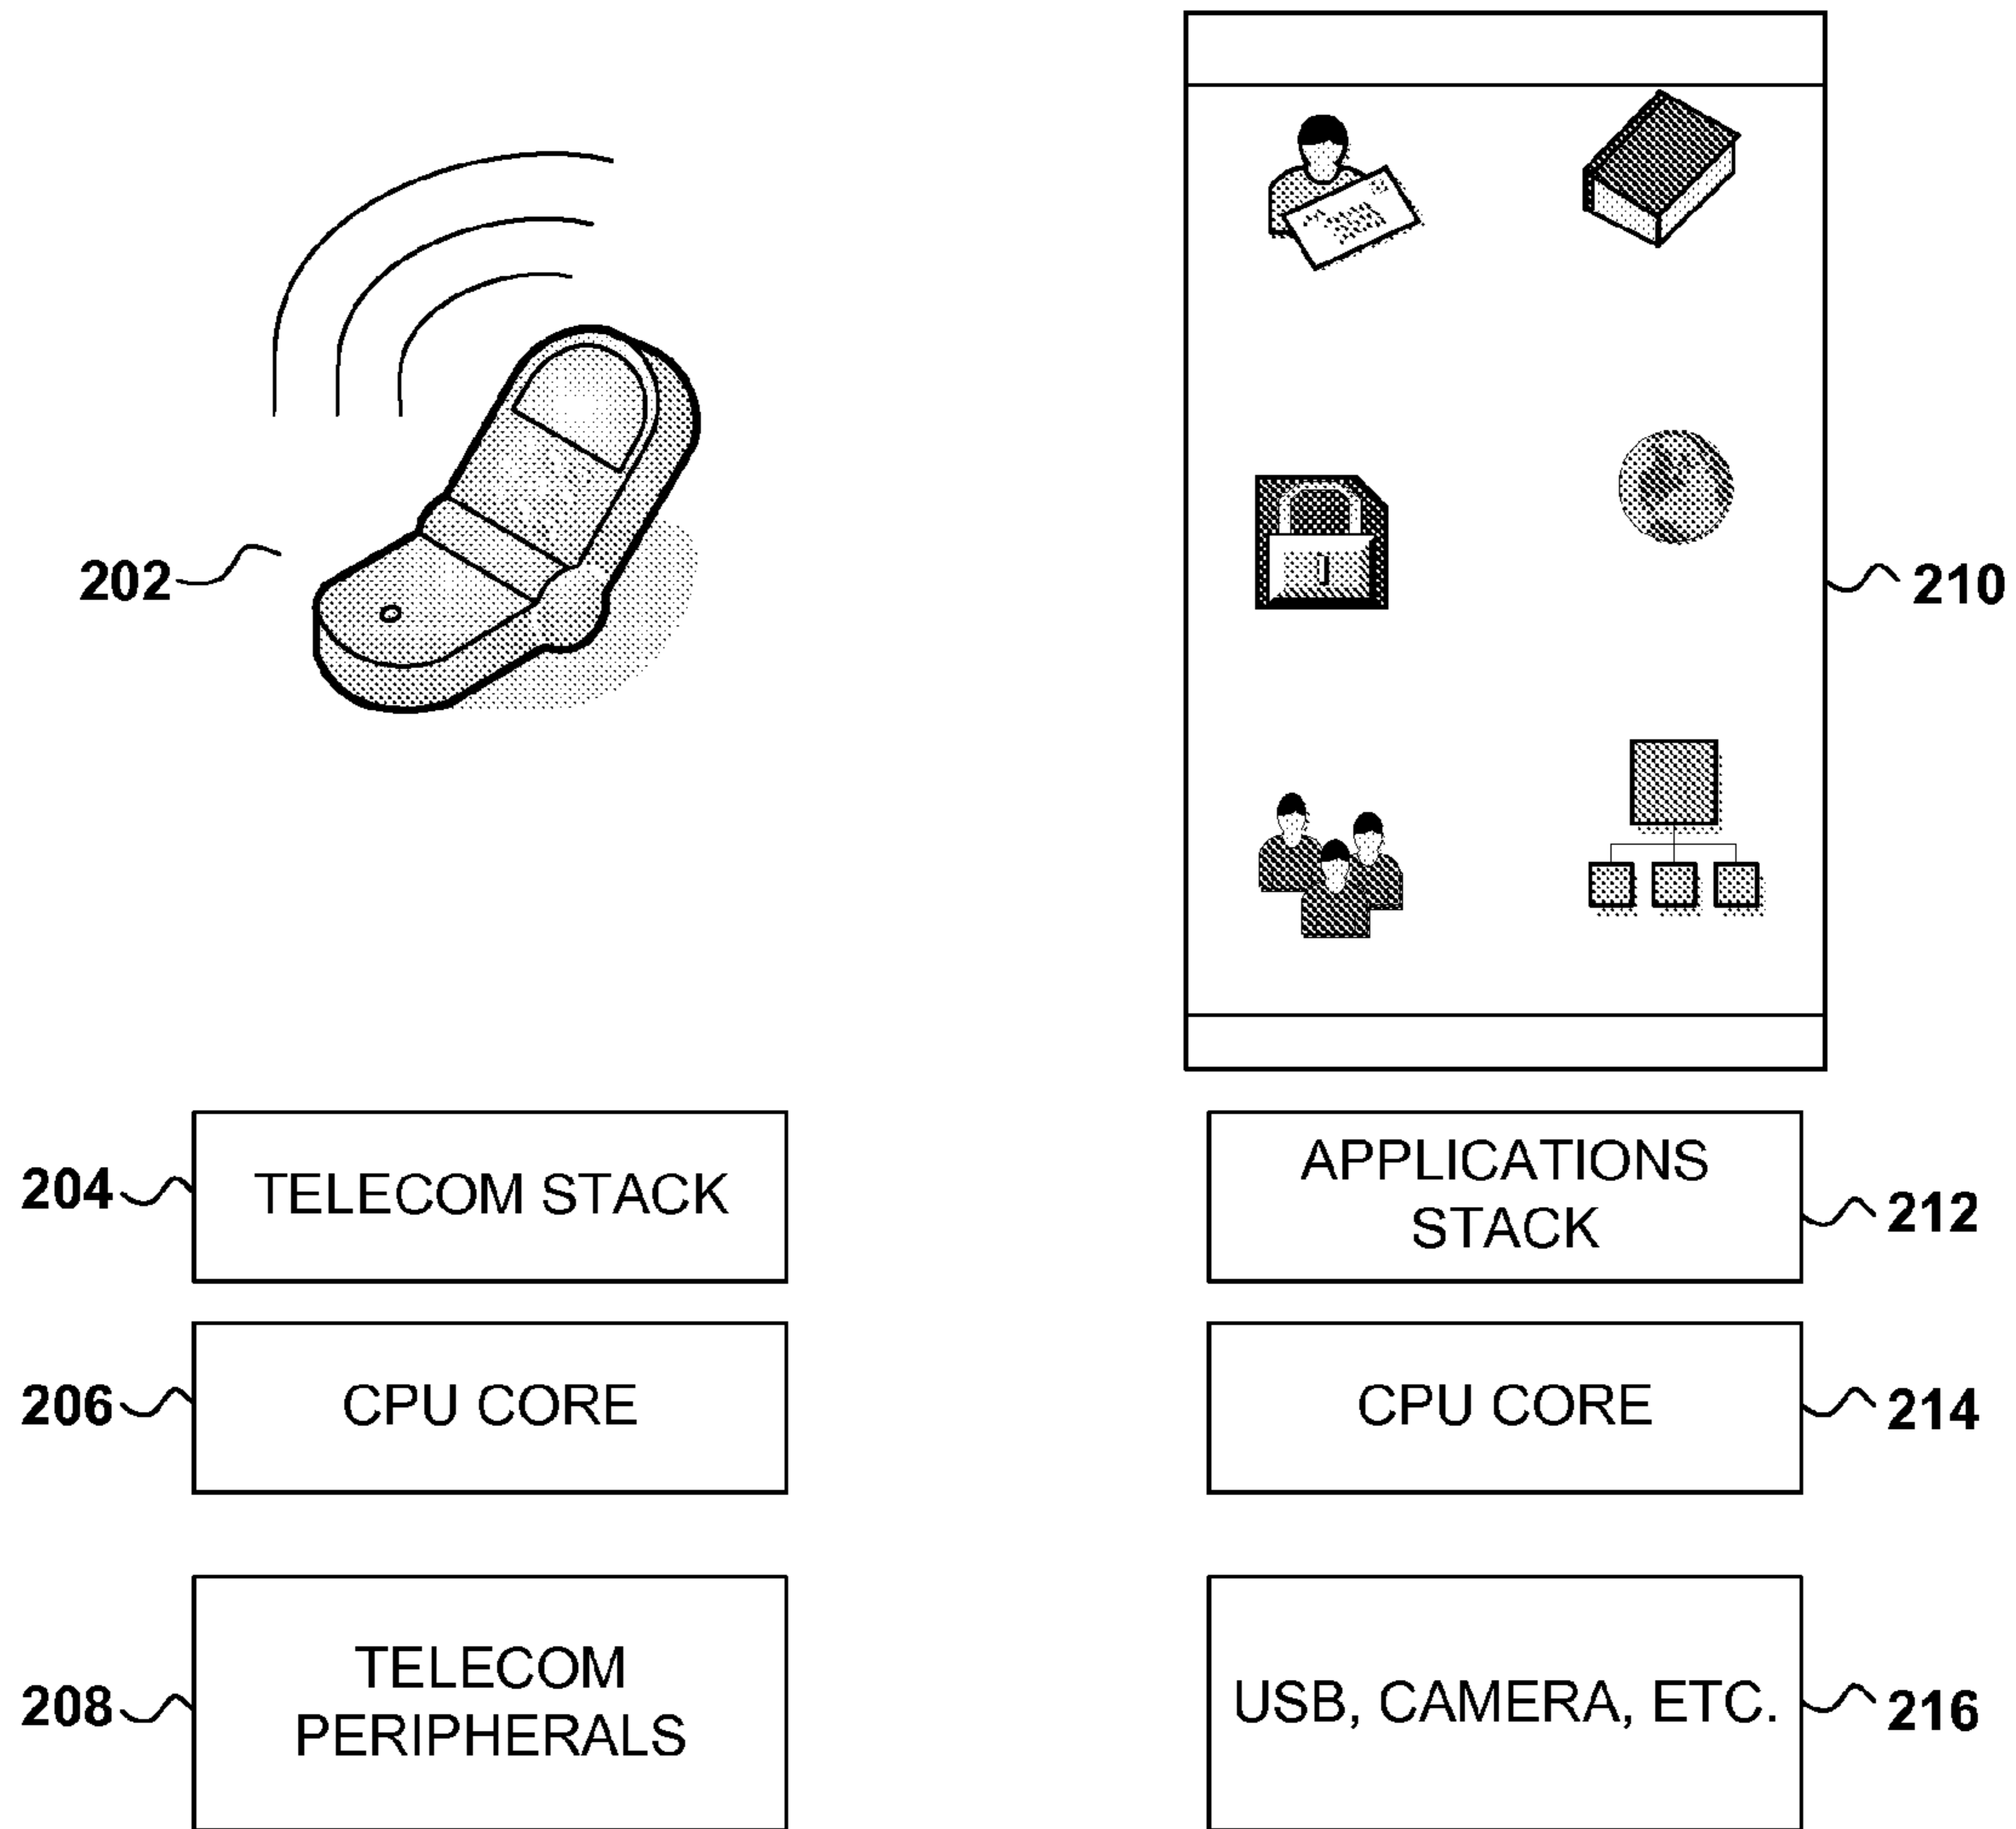 202
210
204
TELECOM STACK
APPLICATIONS
STACK
212
206
CPU CORE
CPU CORE
214
208
TELECOM
PERIPHERALS
USB, CAMERA, ETC.
216